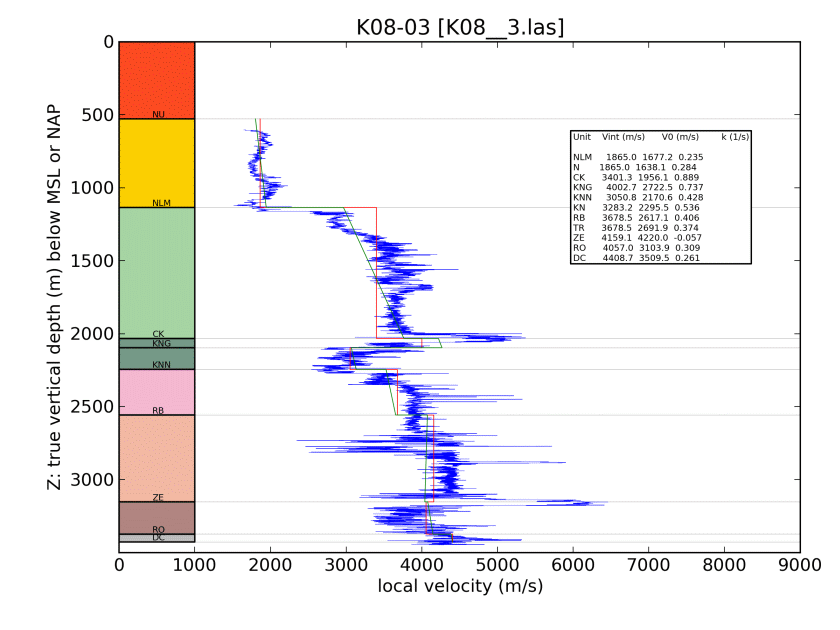 K08-03 [K08__3.las]
Z: true vertical depth (m) below MSL or NAP
0
500
1000
1500
2000
2500
3000
NU
NLM
CK
KNG
KNN
RB
ZE
RO
DC
Unit Vint (m/s) V0 (m/s) k (1/s)
NLM 1865.0 1677.2 0.235
N 1865.0 1638.1 0.284
CK 3401.3 1956.1 0.889
KNG 4002.7 2722.5 0.737
KNN 3050.8 2170.6 0.428
KN 3283.2 2295.5 0.536
RB 3678.5 2617.1 0.406
TR 3678.5 2691.9 0.374
ZE 4159.1 4220.0 -0.057
RO 4057.0 3103.9 0.309
DC 4408.7 3509.5 0.261
0 1000 2000 3000 4000 5000 6000 7000 8000 9000
local velocity (m/s)